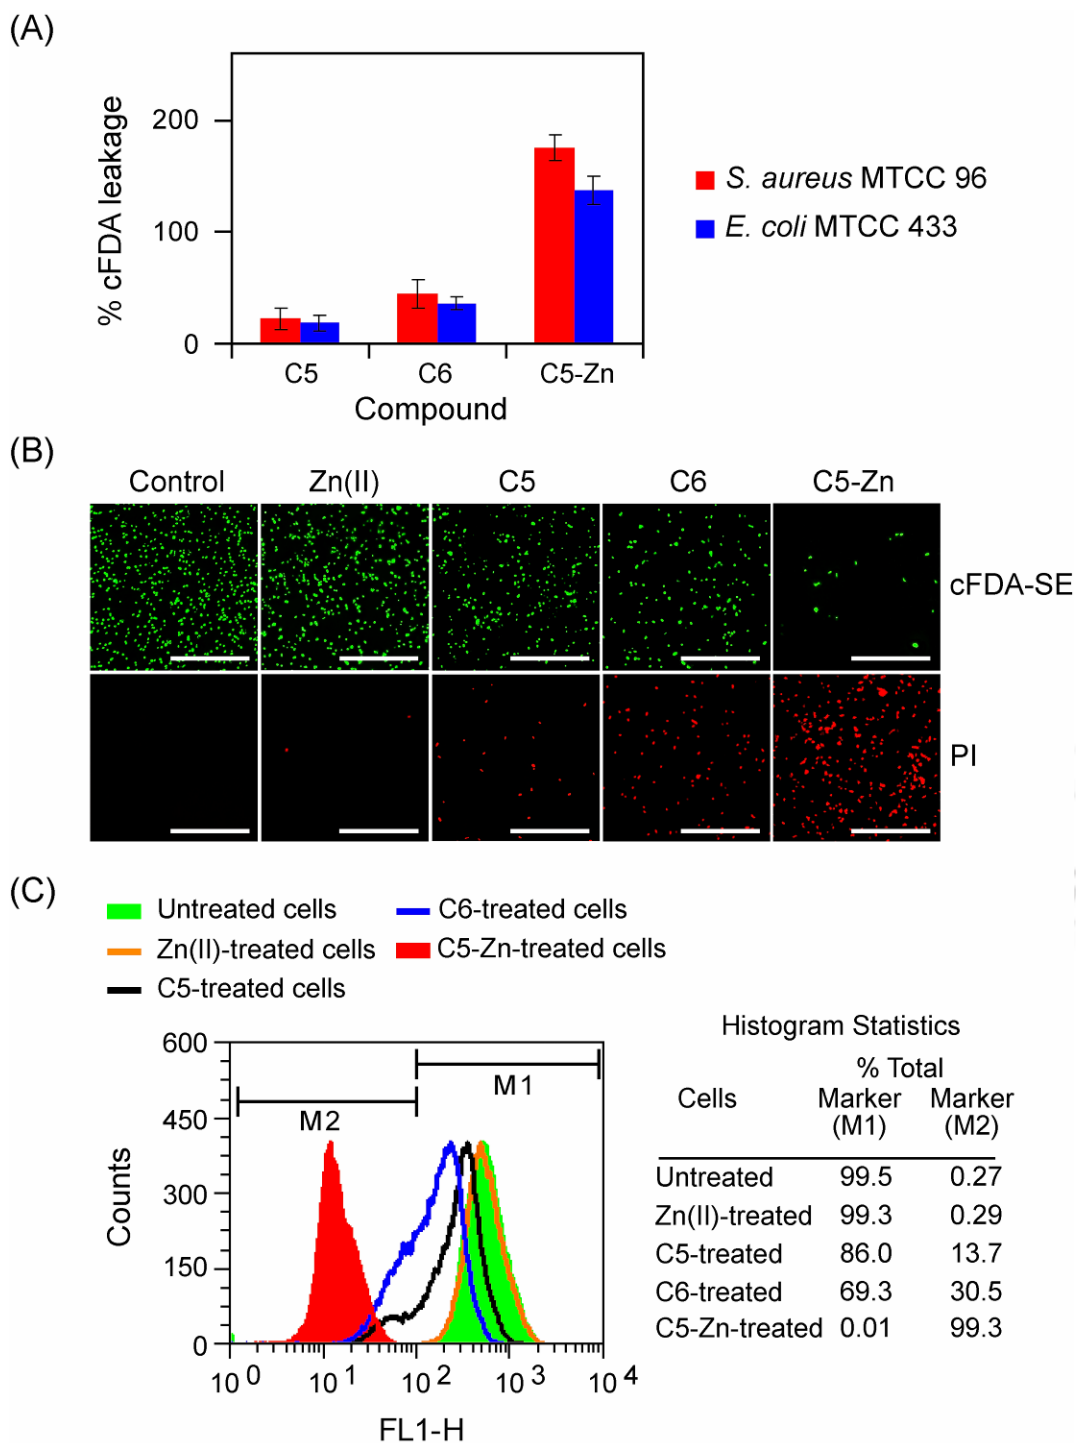 (A)
200
100
0
% cFDA leakage
C5 C6 C5-Zn
Compound
S. aureus MTCC 96
E. coli MTCC 433
(B)
Control Zn(II) C5 C6 C5-Zn
cFDA-SE
PI
(C)
Untreated cells
Zn(II)-treated cells
C5-treated cells
C6-treated cells
C5-Zn-treated cells
600
450
300
150
0
Counts
M1
M2
10 0 10 1 10 2 10 3 10 4
FL1-H
Histogram Statistics
% Total
Cells Marker Marker
(M1) (M2)
Untreated 99.5 0.27
Zn(II)-treated 99.3 0.29
C5-treated 86.0 13.7
C6-treated 69.3 30.5
C5-Zn-treated 0.01 99.3